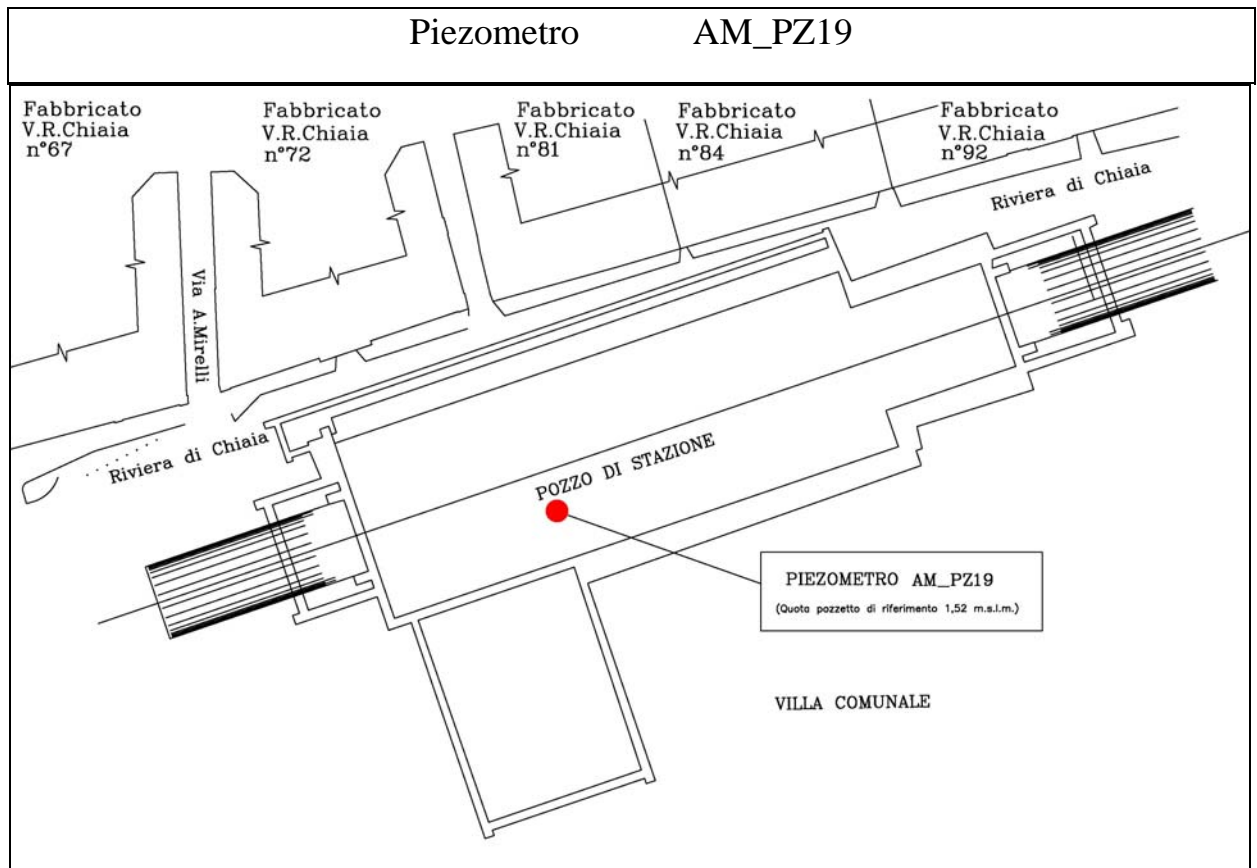 Piezometro AM_PZ19
Fabbricato
V.R.Chiaia
n°67
Fabbricato
V.R.Chiaia
n°72
Fabbricato
V.R.Chiaia
n°81
Fabbricato
V.R.Chiaia
n°84
Fabbricato
V.R.Chiaia
n°92
Riviera di Chiaia
Via A.Mirelli
Riviera di Chiaia
POZZO DI STAZIONE
PIEZOMETRO AM_PZ19
(Quota pozzetto di riferimento 1,52 m.s.l.m.)
VILLA COMUNALE